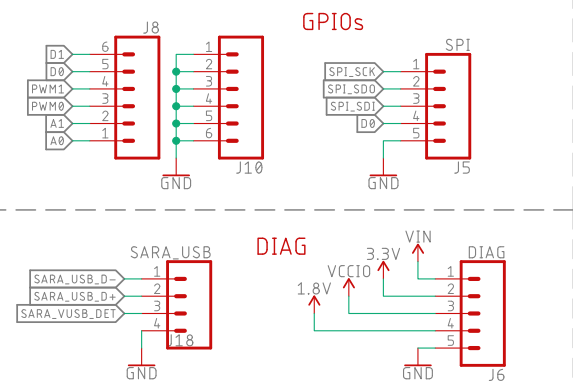 GPIOs
J8
D1 6
D0 5
PWM1 4
PWM0 3
A1 2
A0 1
1
2
3
4
5
6
J10
GND
SPI
SPI_SCK 1
SPI_SDO 2
SPI_SDI 3
D0 4
5
J5
GND
DIAG
SARA_USB
SARA_USB_D- 1
SARA_USB_D+ 2
SARA_VUSB_DET 3
4
J18
GND
VIN
3.3V
VCCIO
1.8V
DIAG
1
2
3
4
5
J6
GND